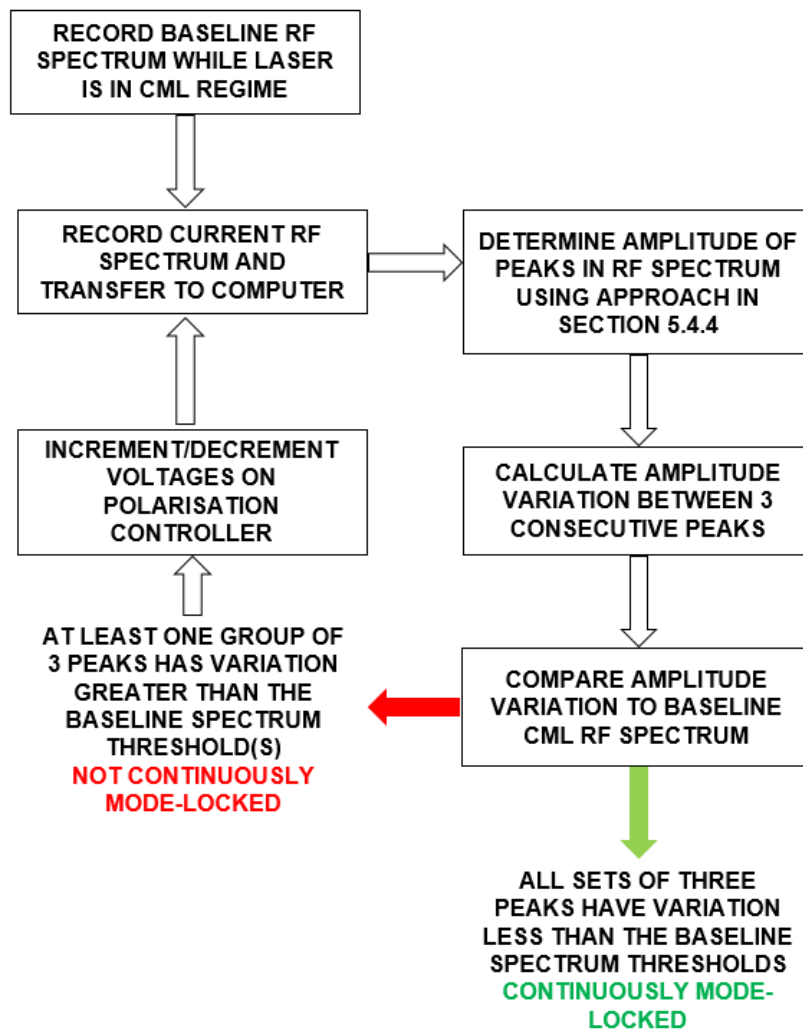 RECORD BASELINE RF
SPECTRUM WHILE LASER
IS IN CML REGIME
RECORD CURRENT RF
SPECTRUM AND
TRANSFER TO COMPUTER
DETERMINE AMPLITUDE OF
PEAKS IN RF SPECTRUM
USING APPROACH IN
SECTION 5.4.4
INCREMENT/DECREMENT
VOLTAGES ON
POLARISATION
CONTROLLER
CALCULATE AMPLITUDE
VARIATION BETWEEN 3
CONSECUTIVE PEAKS
AT LEAST ONE GROUP OF
3 PEAKS HAS VARIATION
GREATER THAN THE
BASELINE SPECTRUM
THRESHOLD(S)
NOT CONTINUOUSLY
MODE-LOCKED
COMPARE AMPLITUDE
VARIATION TO BASELINE
CML RF SPECTRUM
ALL SETS OF THREE
PEAKS HAVE VARIATION
LESS THAN THE BASELINE
SPECTRUM THRESHOLDS
CONTINUOUSLY MODE-
LOCKED